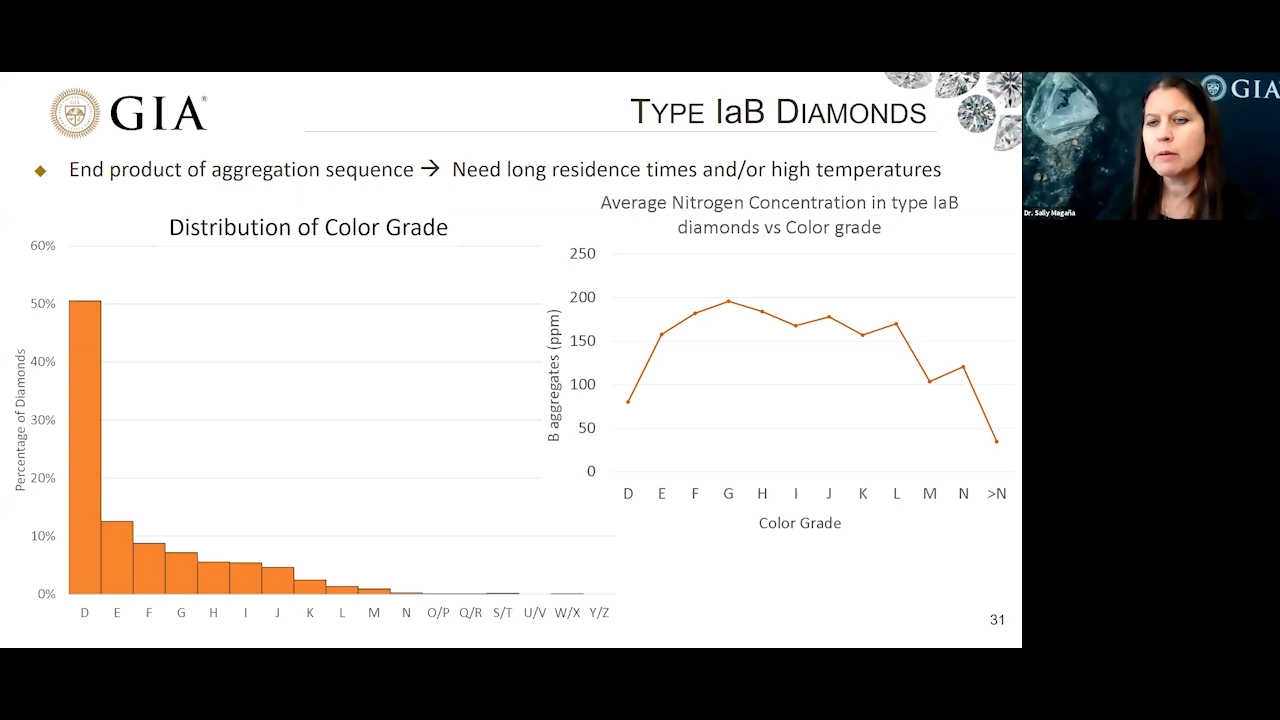 GIA®
TYPE IaB DIAMONDS
◆ End product of aggregation sequence → Need long residence times and/or high temperatures
Distribution of Color Grade
Percentage of Diamonds
60%
50%
40%
30%
20%
10%
0%
D E F G H I J K L M N O/P Q/R S/T U/V W/X Y/Z
Average Nitrogen Concentration in type IaB
diamonds vs Color grade
B aggregates (ppm)
250
200
150
100
50
0
D E F G H I J K L M N >N
Color Grade
31
GIA
Dr. Sally Magaña